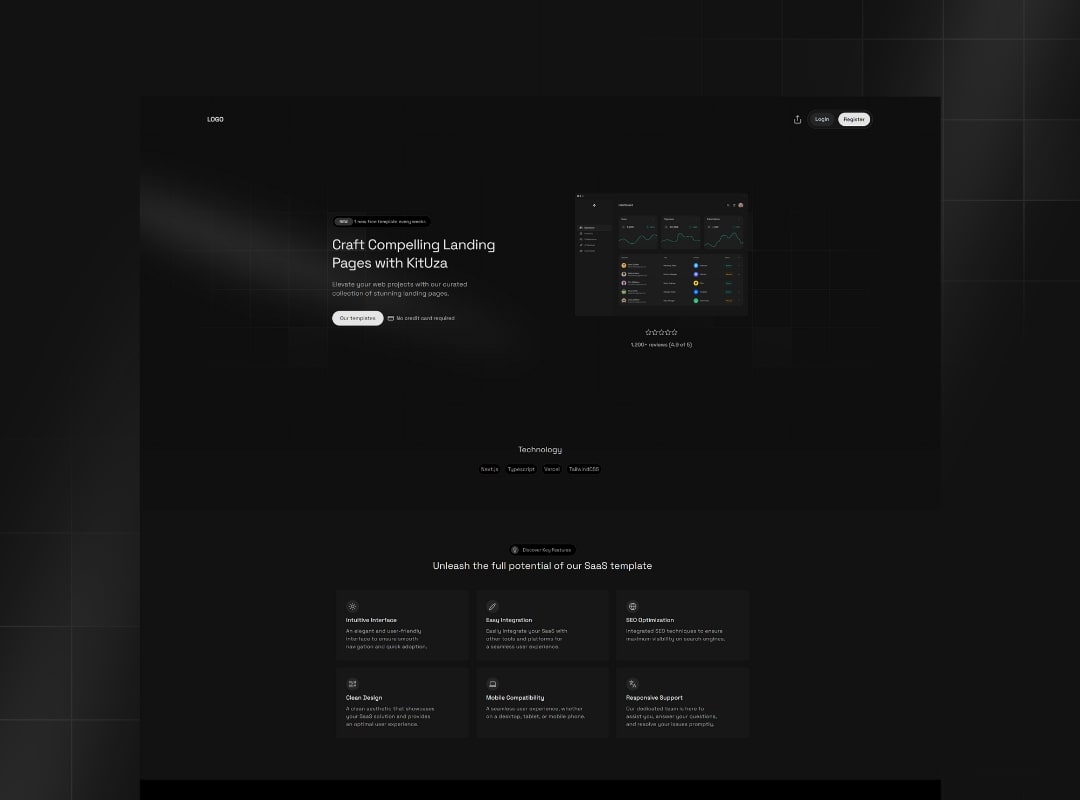 LOGO
Login
Register
NEW 1 new free template every weeks
Craft Compelling Landing
Pages with KitUza
Elevate your web projects with our curated
collection of stunning landing pages.
Our templates
No credit card required
Dashboard
1,200+ reviews (4.9 of 5)
Technology
Next.js
Typescript
Vercel
TailwindCSS
Discover Key Features
Unleash the full potential of our SaaS template
Intuitive Interface
An elegant and user-friendly
interface to ensure smooth
navigation and quick adoption.
Easy Integration
Easily integrate your SaaS with
other tools and platforms for
a seamless user experience.
SEO Optimization
Integrated SEO techniques to ensure
maximum visibility on search engines.
Clean Design
A clean aesthetic that showcases
your SaaS solution and provides
an optimal user experience.
Mobile Compatibility
A seamless user experience, whether
on a desktop, tablet, or mobile phone.
Responsive Support
Our dedicated team is here to
assist you, answer your questions,
and resolve your issues promptly.